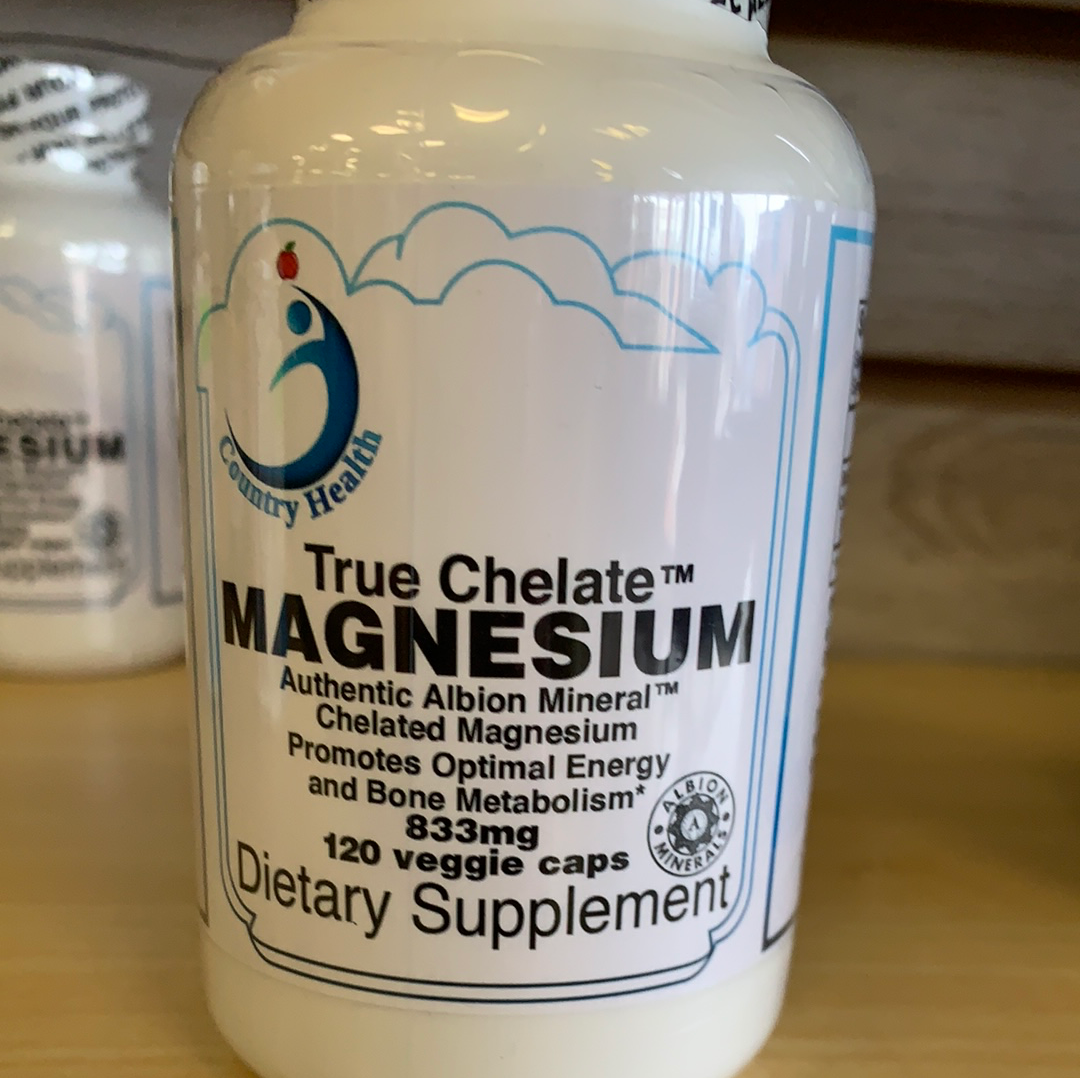 Country Health
True Chelate™
MAGNESIUM
Authentic Albion Mineral™
Chelated Magnesium
Promotes Optimal Energy
and Bone Metabolism*
833mg
120 veggie caps
ALBION
A
MINERALS
Dietary Supplement
ESIUM